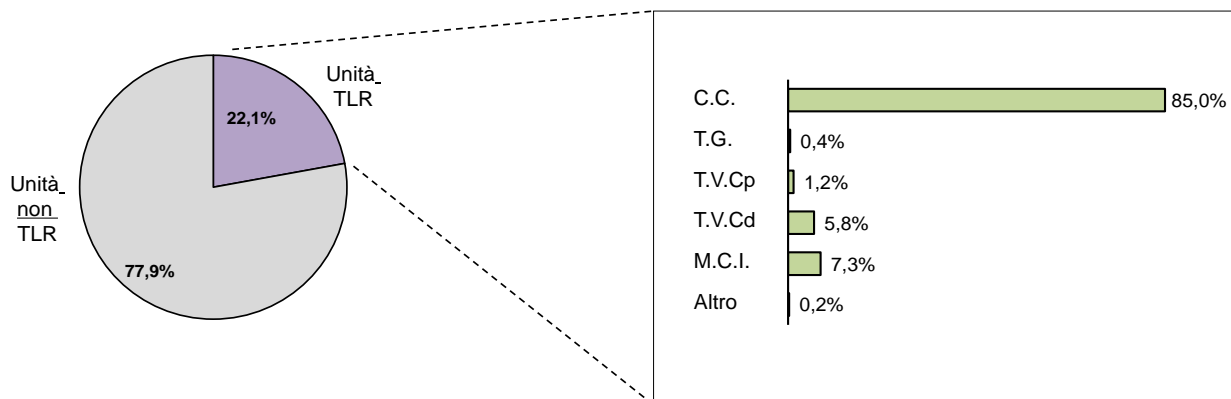 Unità
TLR
22,1%
Unità
non
TLR
77,9%
C.C. 85,0%
T.G. 0,4%
T.V.Cp 1,2%
T.V.Cd 5,8%
M.C.I. 7,3%
Altro 0,2%